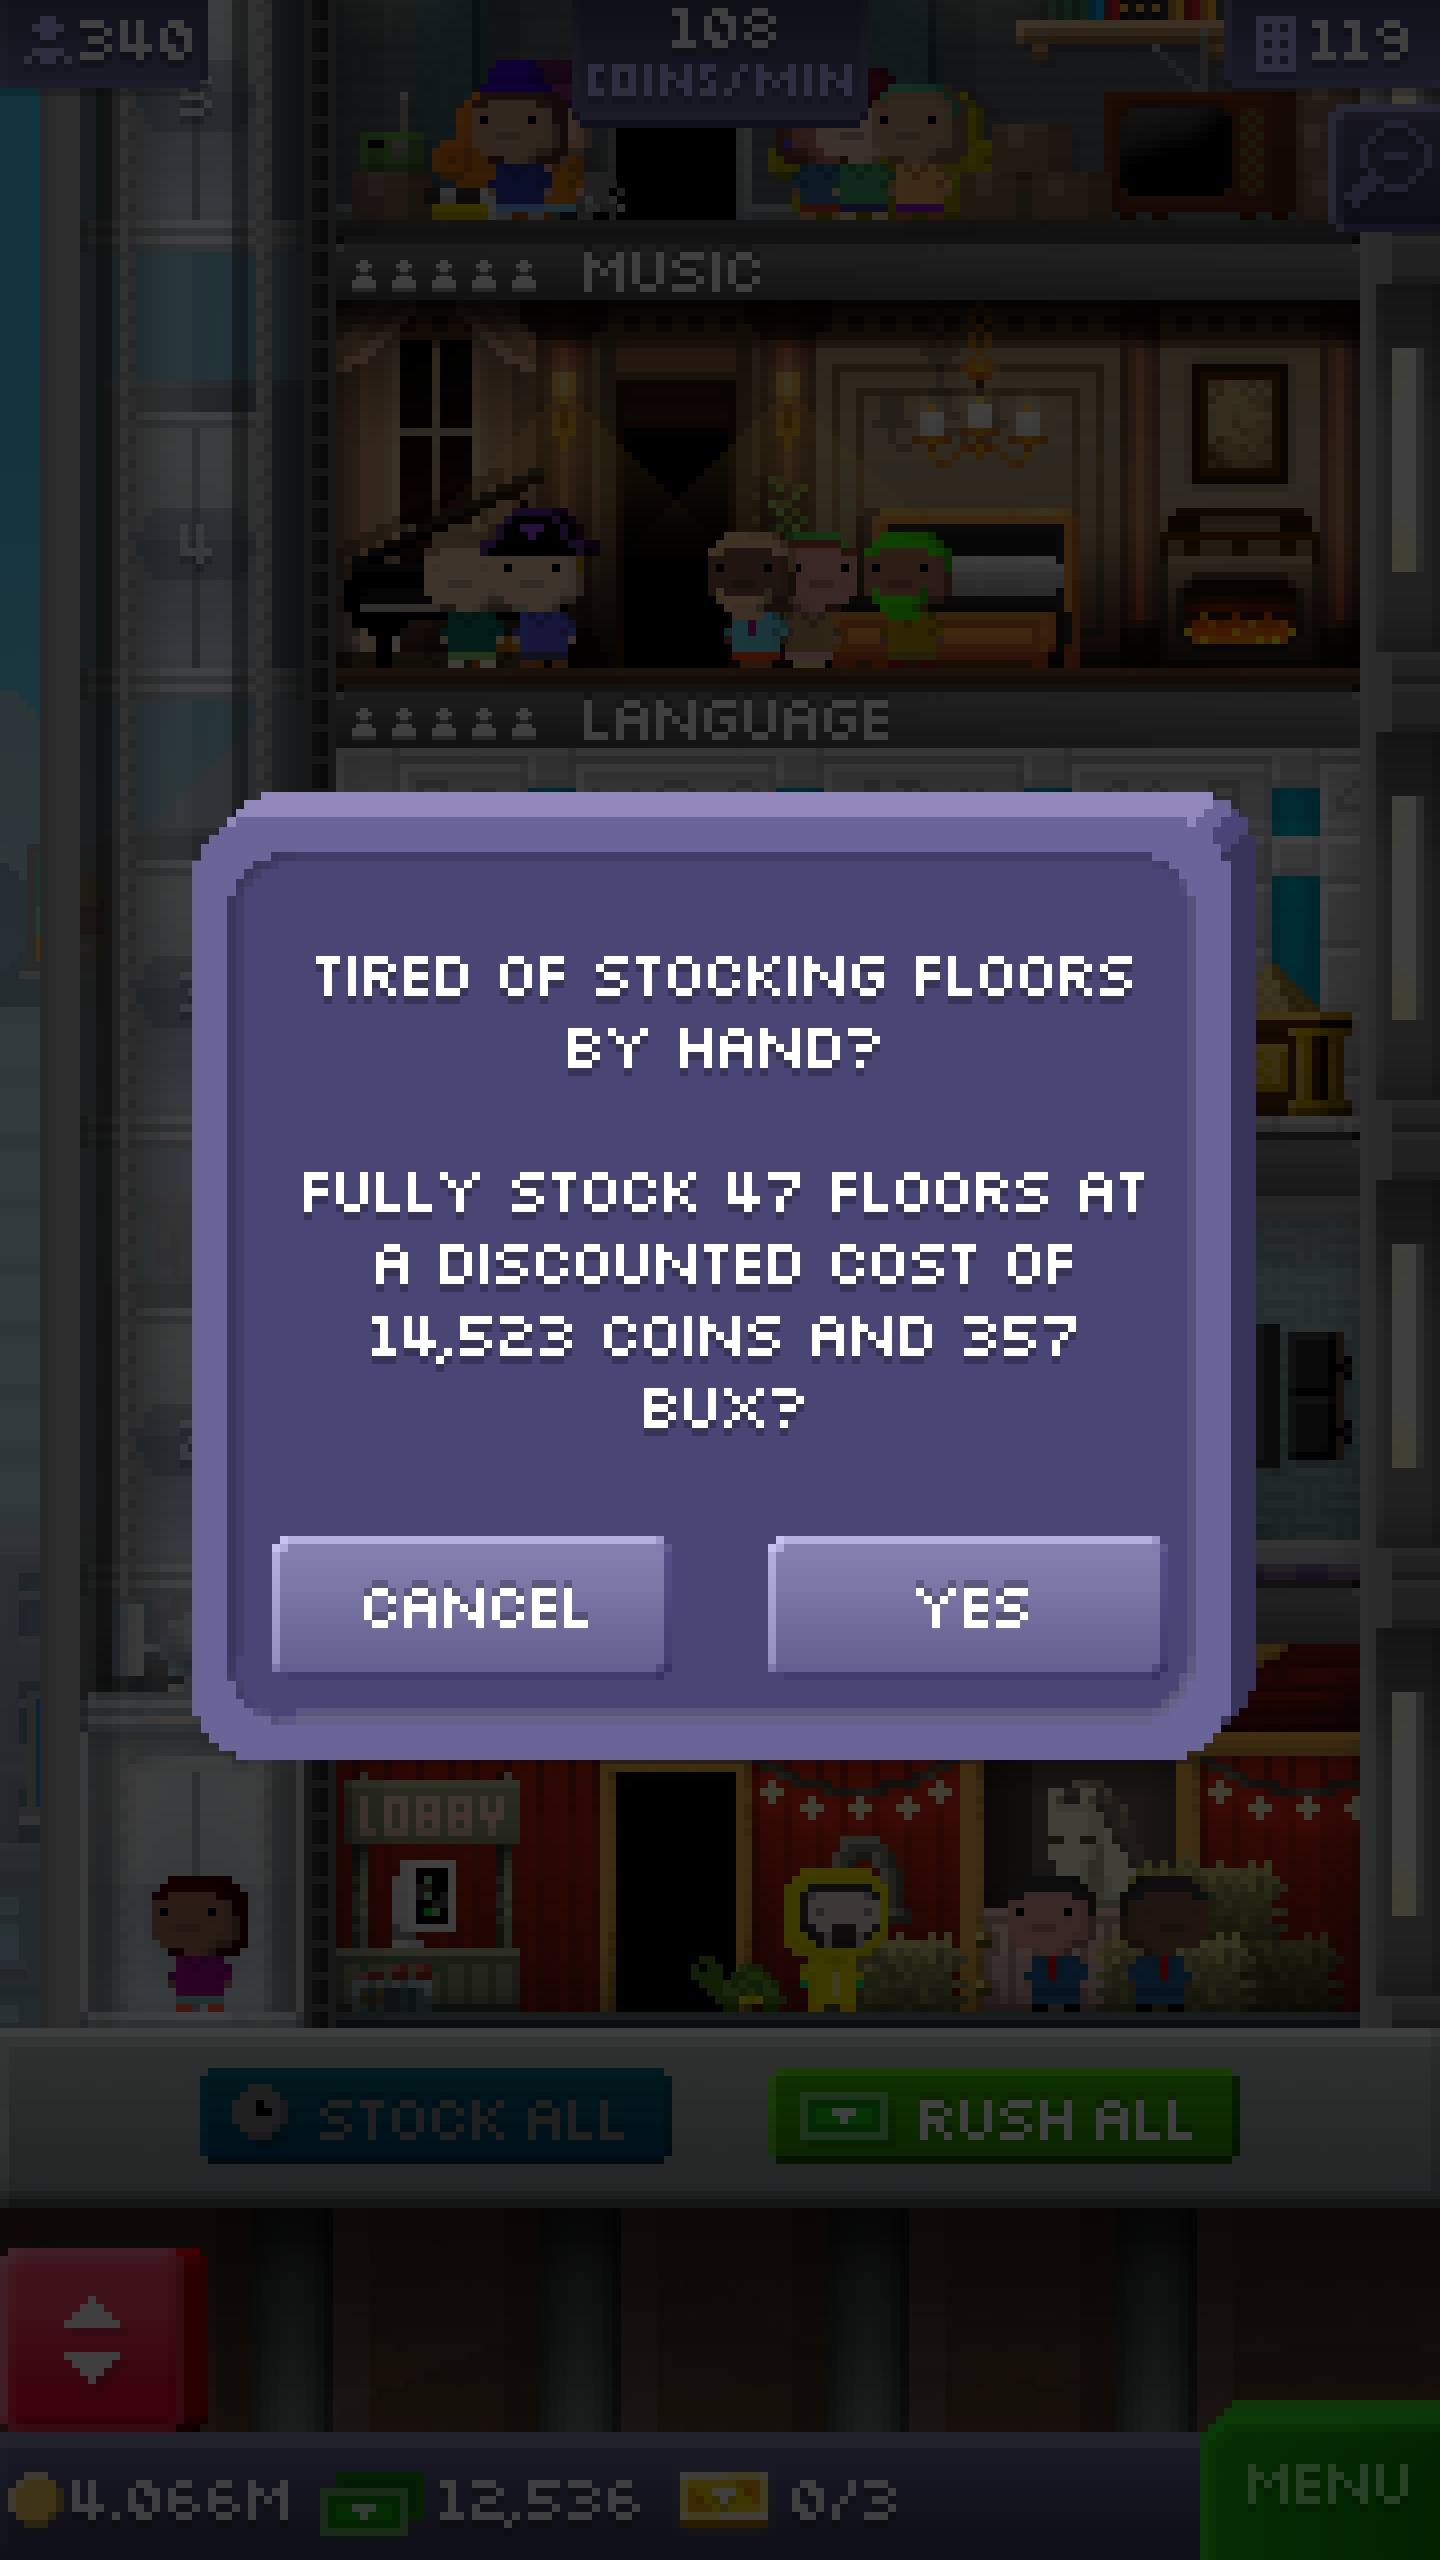 340
108
COINS/MIN
119
MUSIC
4
LANGUAGE
TIRED OF STOCKING FLOORS
BY HAND?
FULLY STOCK 47 FLOORS AT
A DISCOUNTED COST OF
14,523 COINS AND 357
BUX?
CANCEL
YES
LOBBY
STOCK ALL
RUSH ALL
4.066M
12,536
0/3
MENU